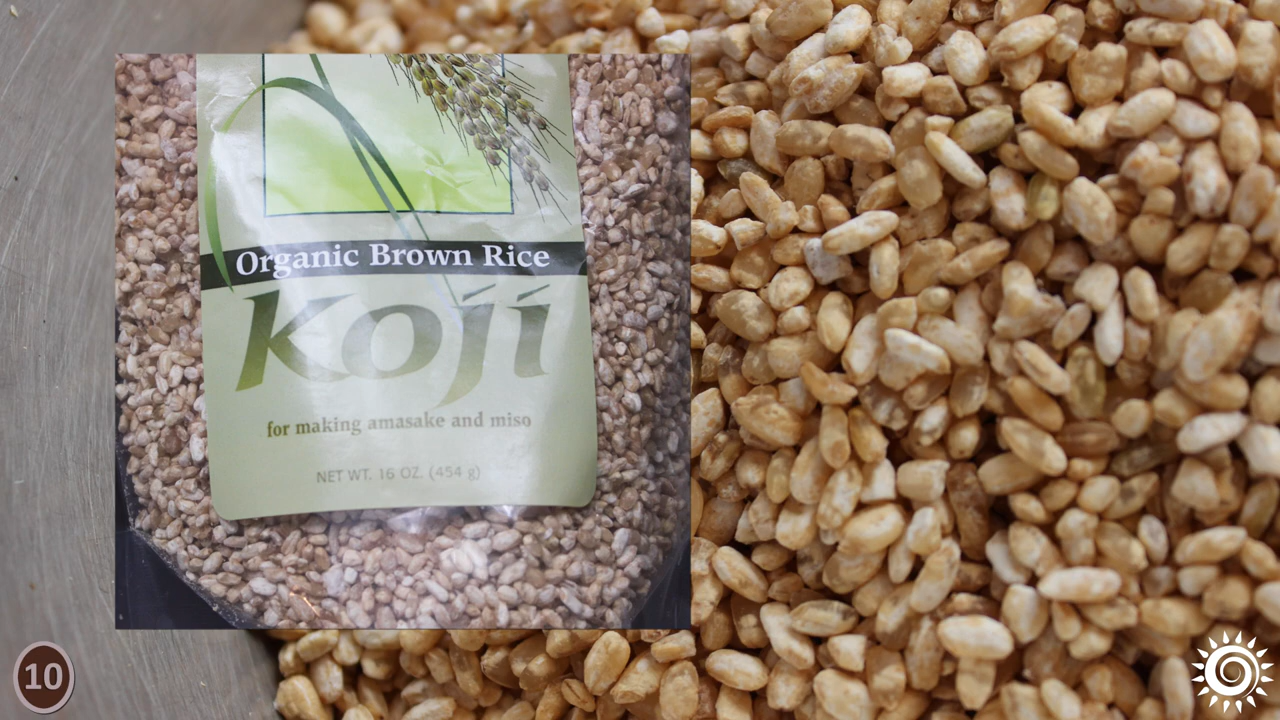 Organic Brown Rice
Koji
for making amasake and miso
NET WT. 16 OZ. (454 g)
10